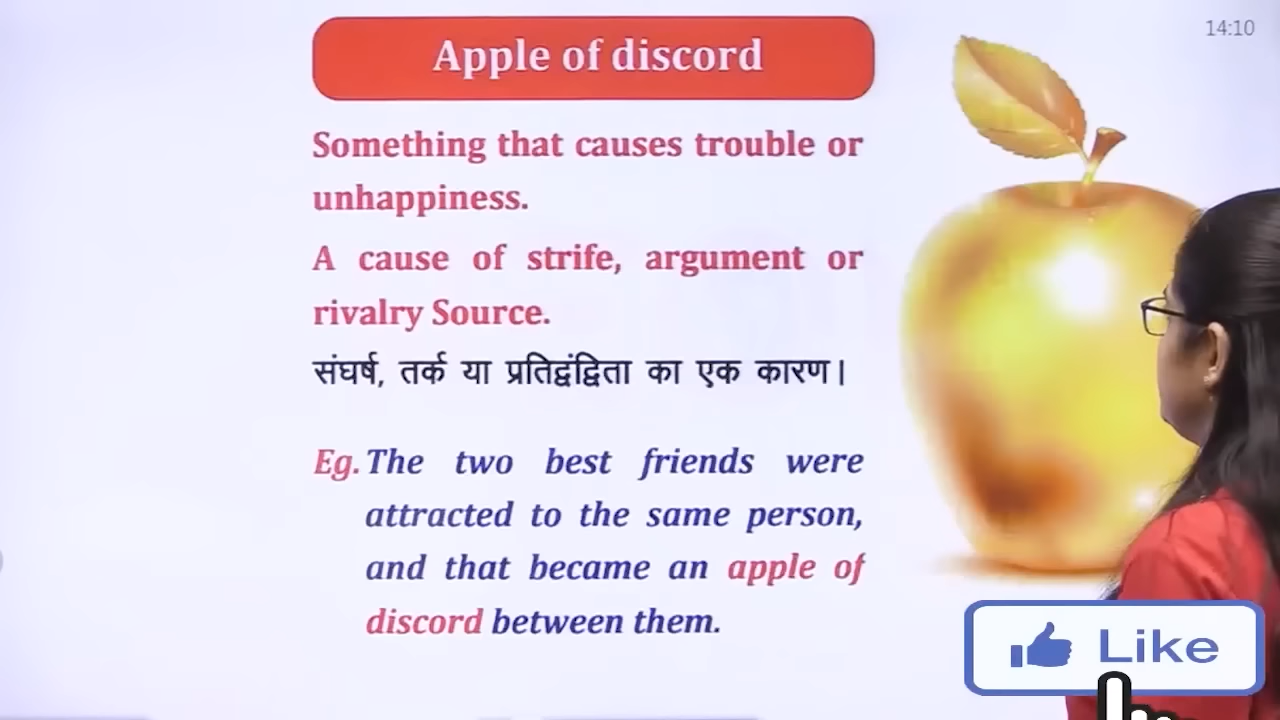 Apple of discord
14:10
Something that causes trouble or
unhappiness.
A cause of strife, argument or
rivalry Source.
संघर्ष, तर्क या प्रतिद्वंद्विता का एक कारण।
Eg. The two best friends were
attracted to the same person,
and that became an apple of
discord between them.
Like